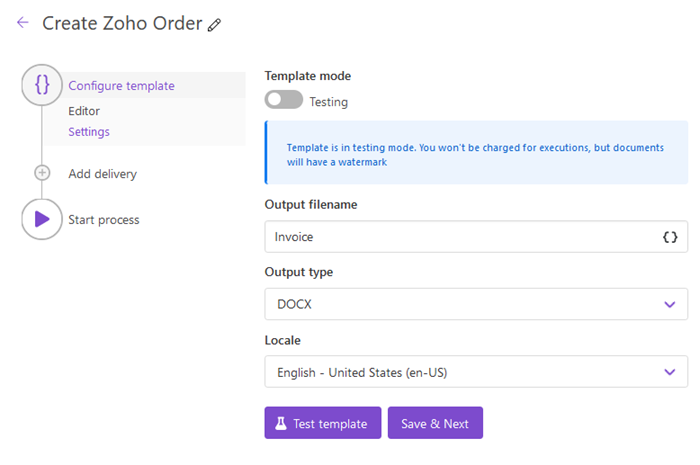 Create Zoho Order
Configure template
Editor
Settings
Add delivery
Start process
Template mode
Testing
Template is in testing mode. You won't be charged for executions, but documents
will have a watermark
Output filename
Invoice
Output type
DOCX
Locale
English - United States (en-US)
Test template
Save & Next